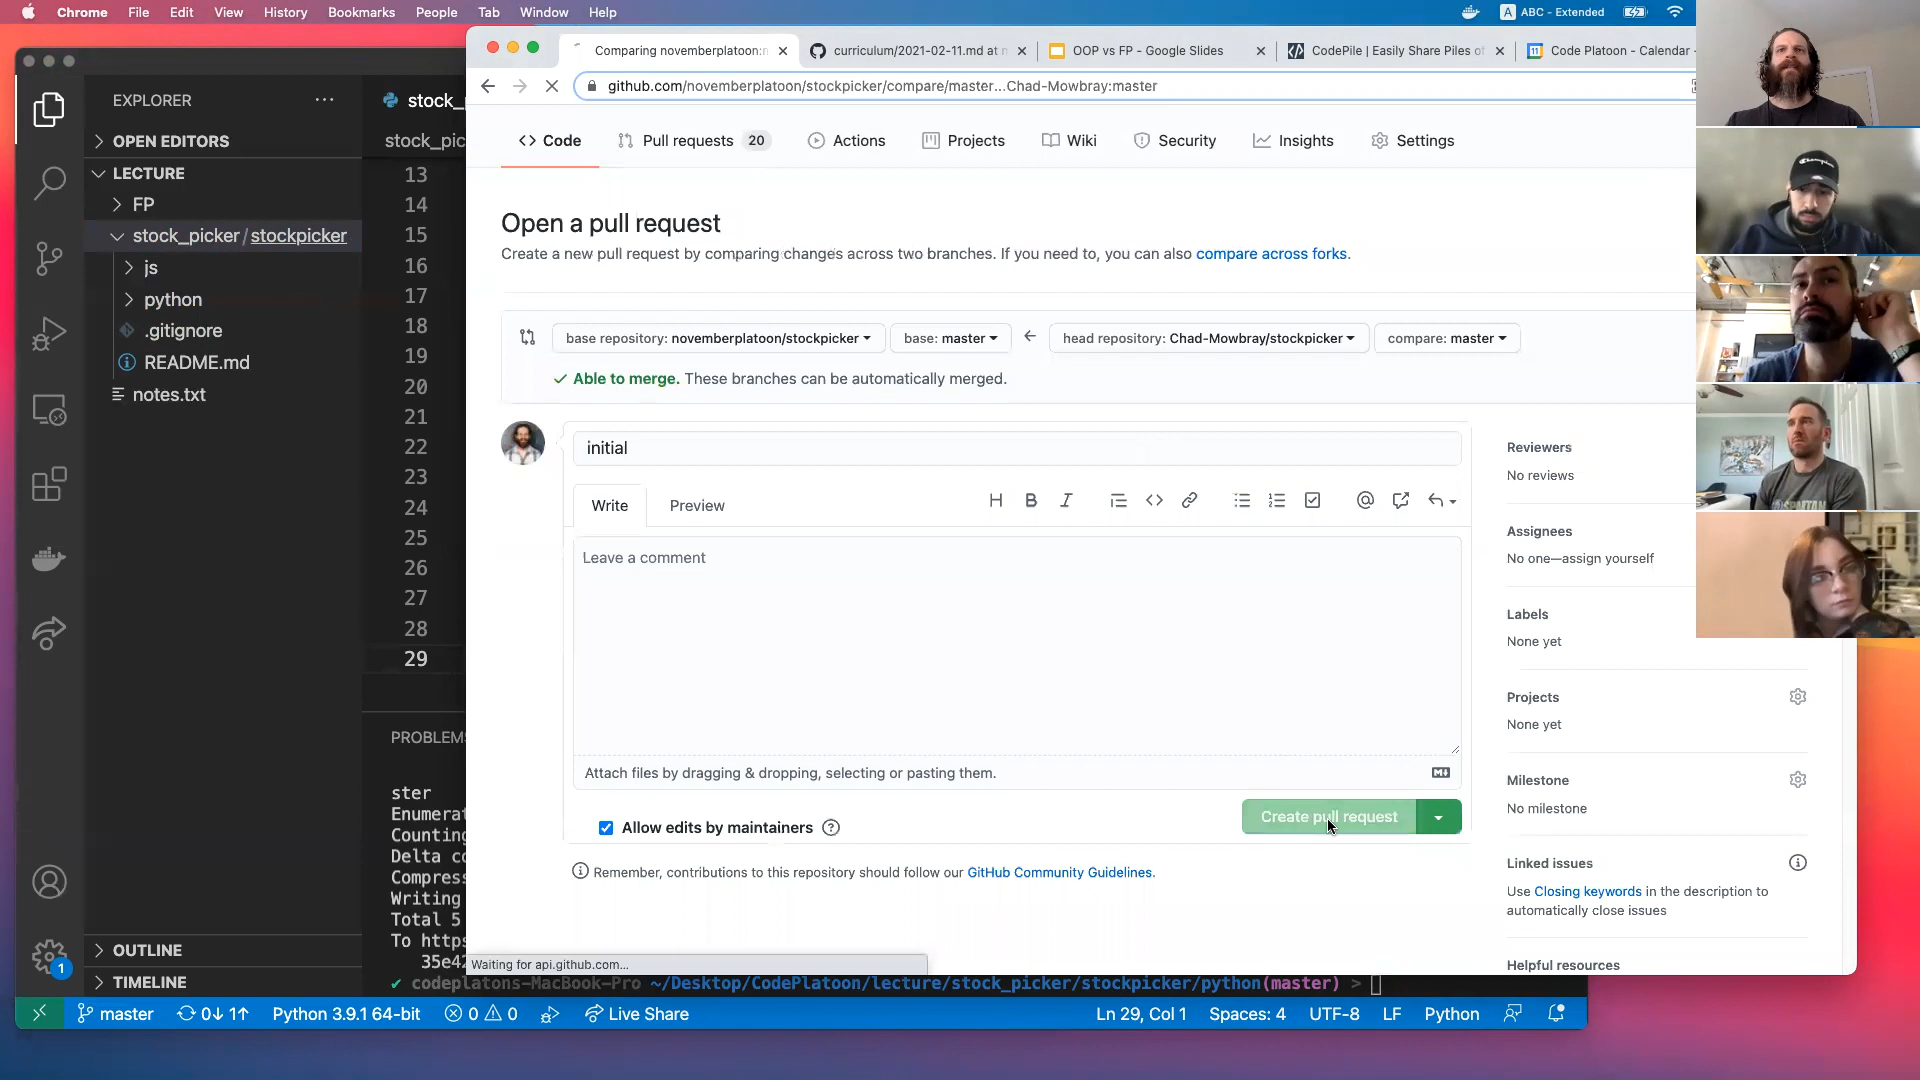 Chrome File Edit View History Bookmarks People Tab Window Help
A ABC - Extended
Comparing novemberplatoon:n
curriculum/2021-02-11.md at n
OOP vs FP - Google Slides
CodePile | Easily Share Piles of
Code Platoon - Calendar -
github.com/novemberplatoon/stockpicker/compare/master...Chad-Mowbray:master
EXPLORER
OPEN EDITORS
LECTURE
FP
stock_picker / stockpicker
js
python
.gitignore
README.md
notes.txt
OUTLINE
TIMELINE
stock_
stock_pic
13
14
15
16
17
18
19
20
21
22
23
24
25
26
27
28
29
PROBLEMS
ster
Enumerat
Counting
Delta co
Compress
Writing
Total 5
To https
35e42
codeplatons-MacBook-Pro ~/Desktop/CodePlatoon/lecture/stock_picker/stockpicker/python(master) >
Code
Pull requests 20
Actions
Projects
Wiki
Security
Insights
Settings
Open a pull request
Create a new pull request by comparing changes across two branches. If you need to, you can also compare across forks.
base repository: novemberplatoon/stockpicker
base: master
head repository: Chad-Mowbray/stockpicker
compare: master
Able to merge. These branches can be automatically merged.
initial
Write Preview
Leave a comment
Attach files by dragging & dropping, selecting or pasting them.
Allow edits by maintainers
Create pull request
Remember, contributions to this repository should follow our GitHub Community Guidelines.
Reviewers
No reviews
Assignees
No one—assign yourself
Labels
None yet
Projects
None yet
Milestone
No milestone
Linked issues
Use Closing keywords in the description to
automatically close issues
Helpful resources
Waiting for api.github.com...
1
master 0↓ 1↑ Python 3.9.1 64-bit 0 0 Live Share
Ln 29, Col 1 Spaces: 4 UTF-8 LF Python